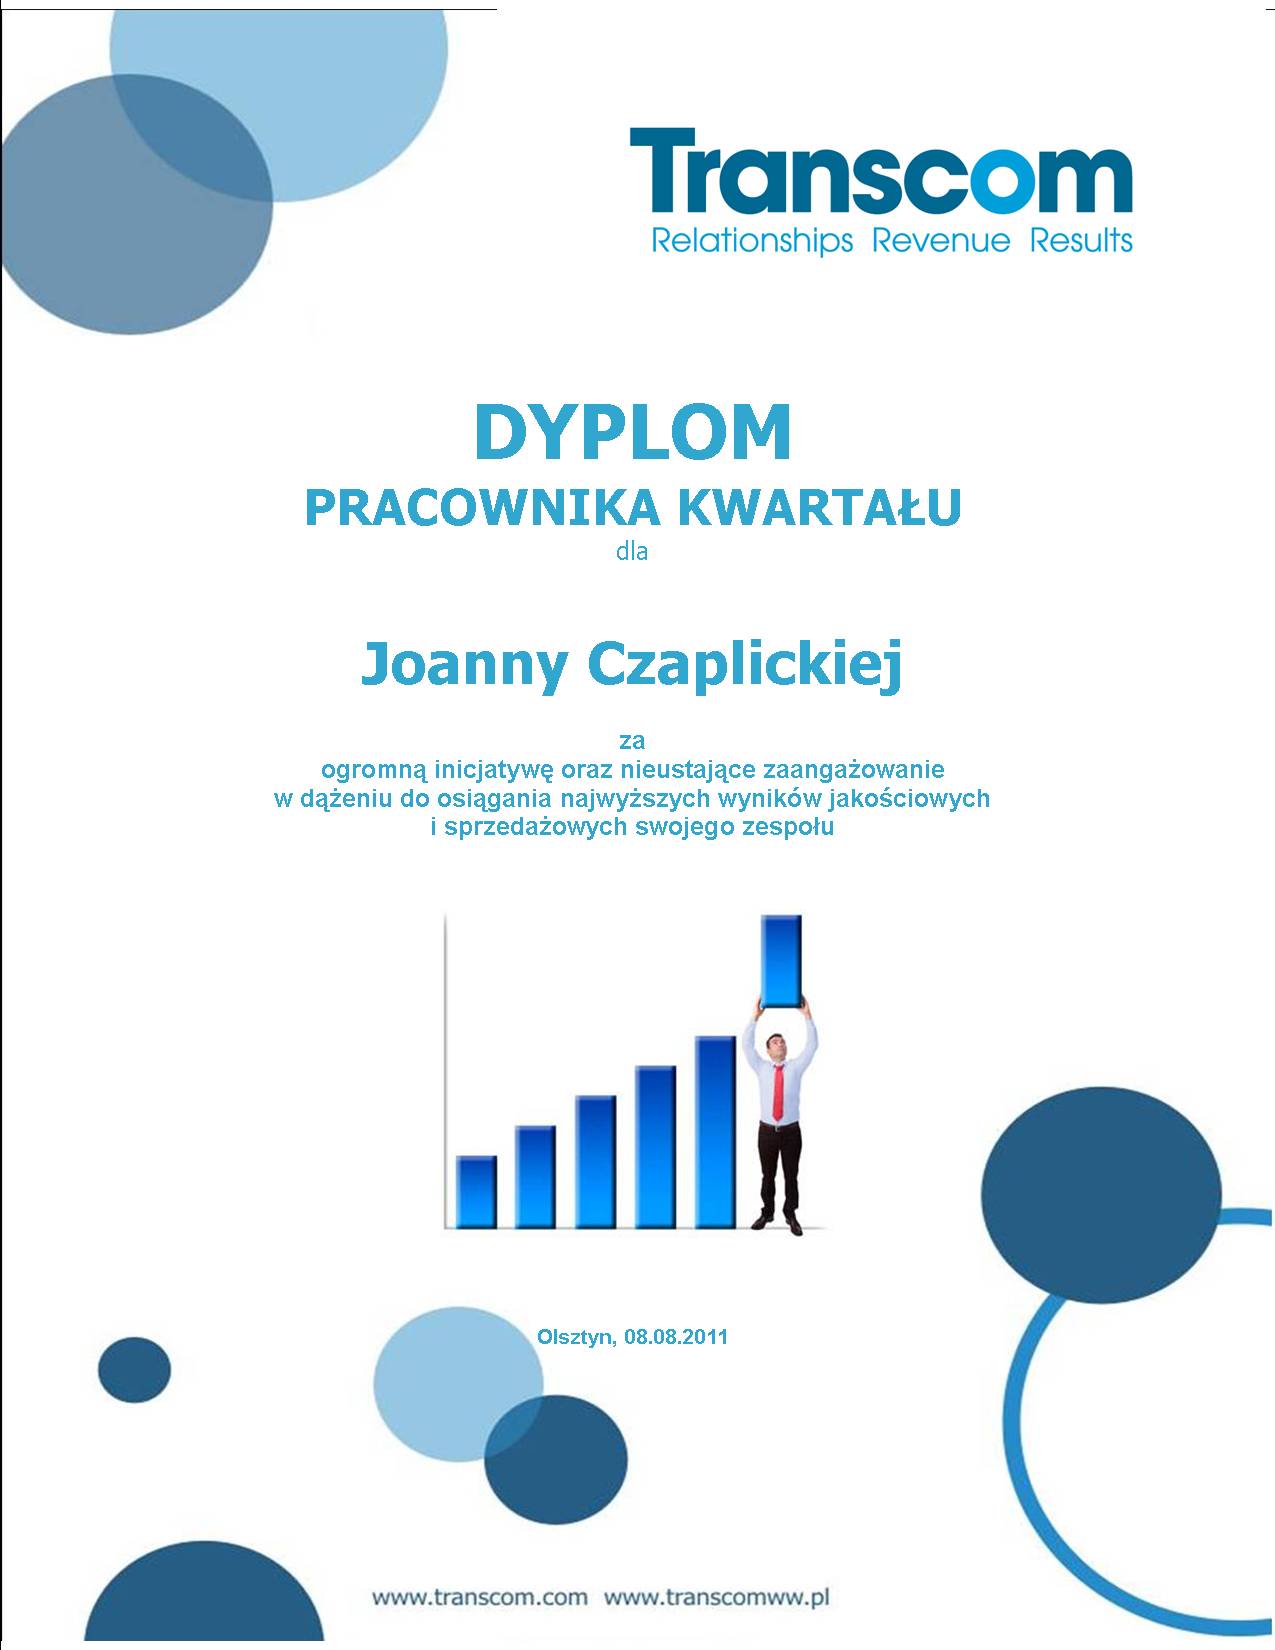 Transcom
Relationships Revenue Results
DYPLOM
PRACOWNIKA KWARTAŁU
dla
Joanny Czaplickiej
za
ogromną inicjatywę oraz nieustające zaangażowanie
w dążeniu do osiągania najwyższych wyników jakościowych
i sprzedażowych swojego zespołu
Olsztyn, 08.08.2011
www.transcom.com www.transcomww.pl